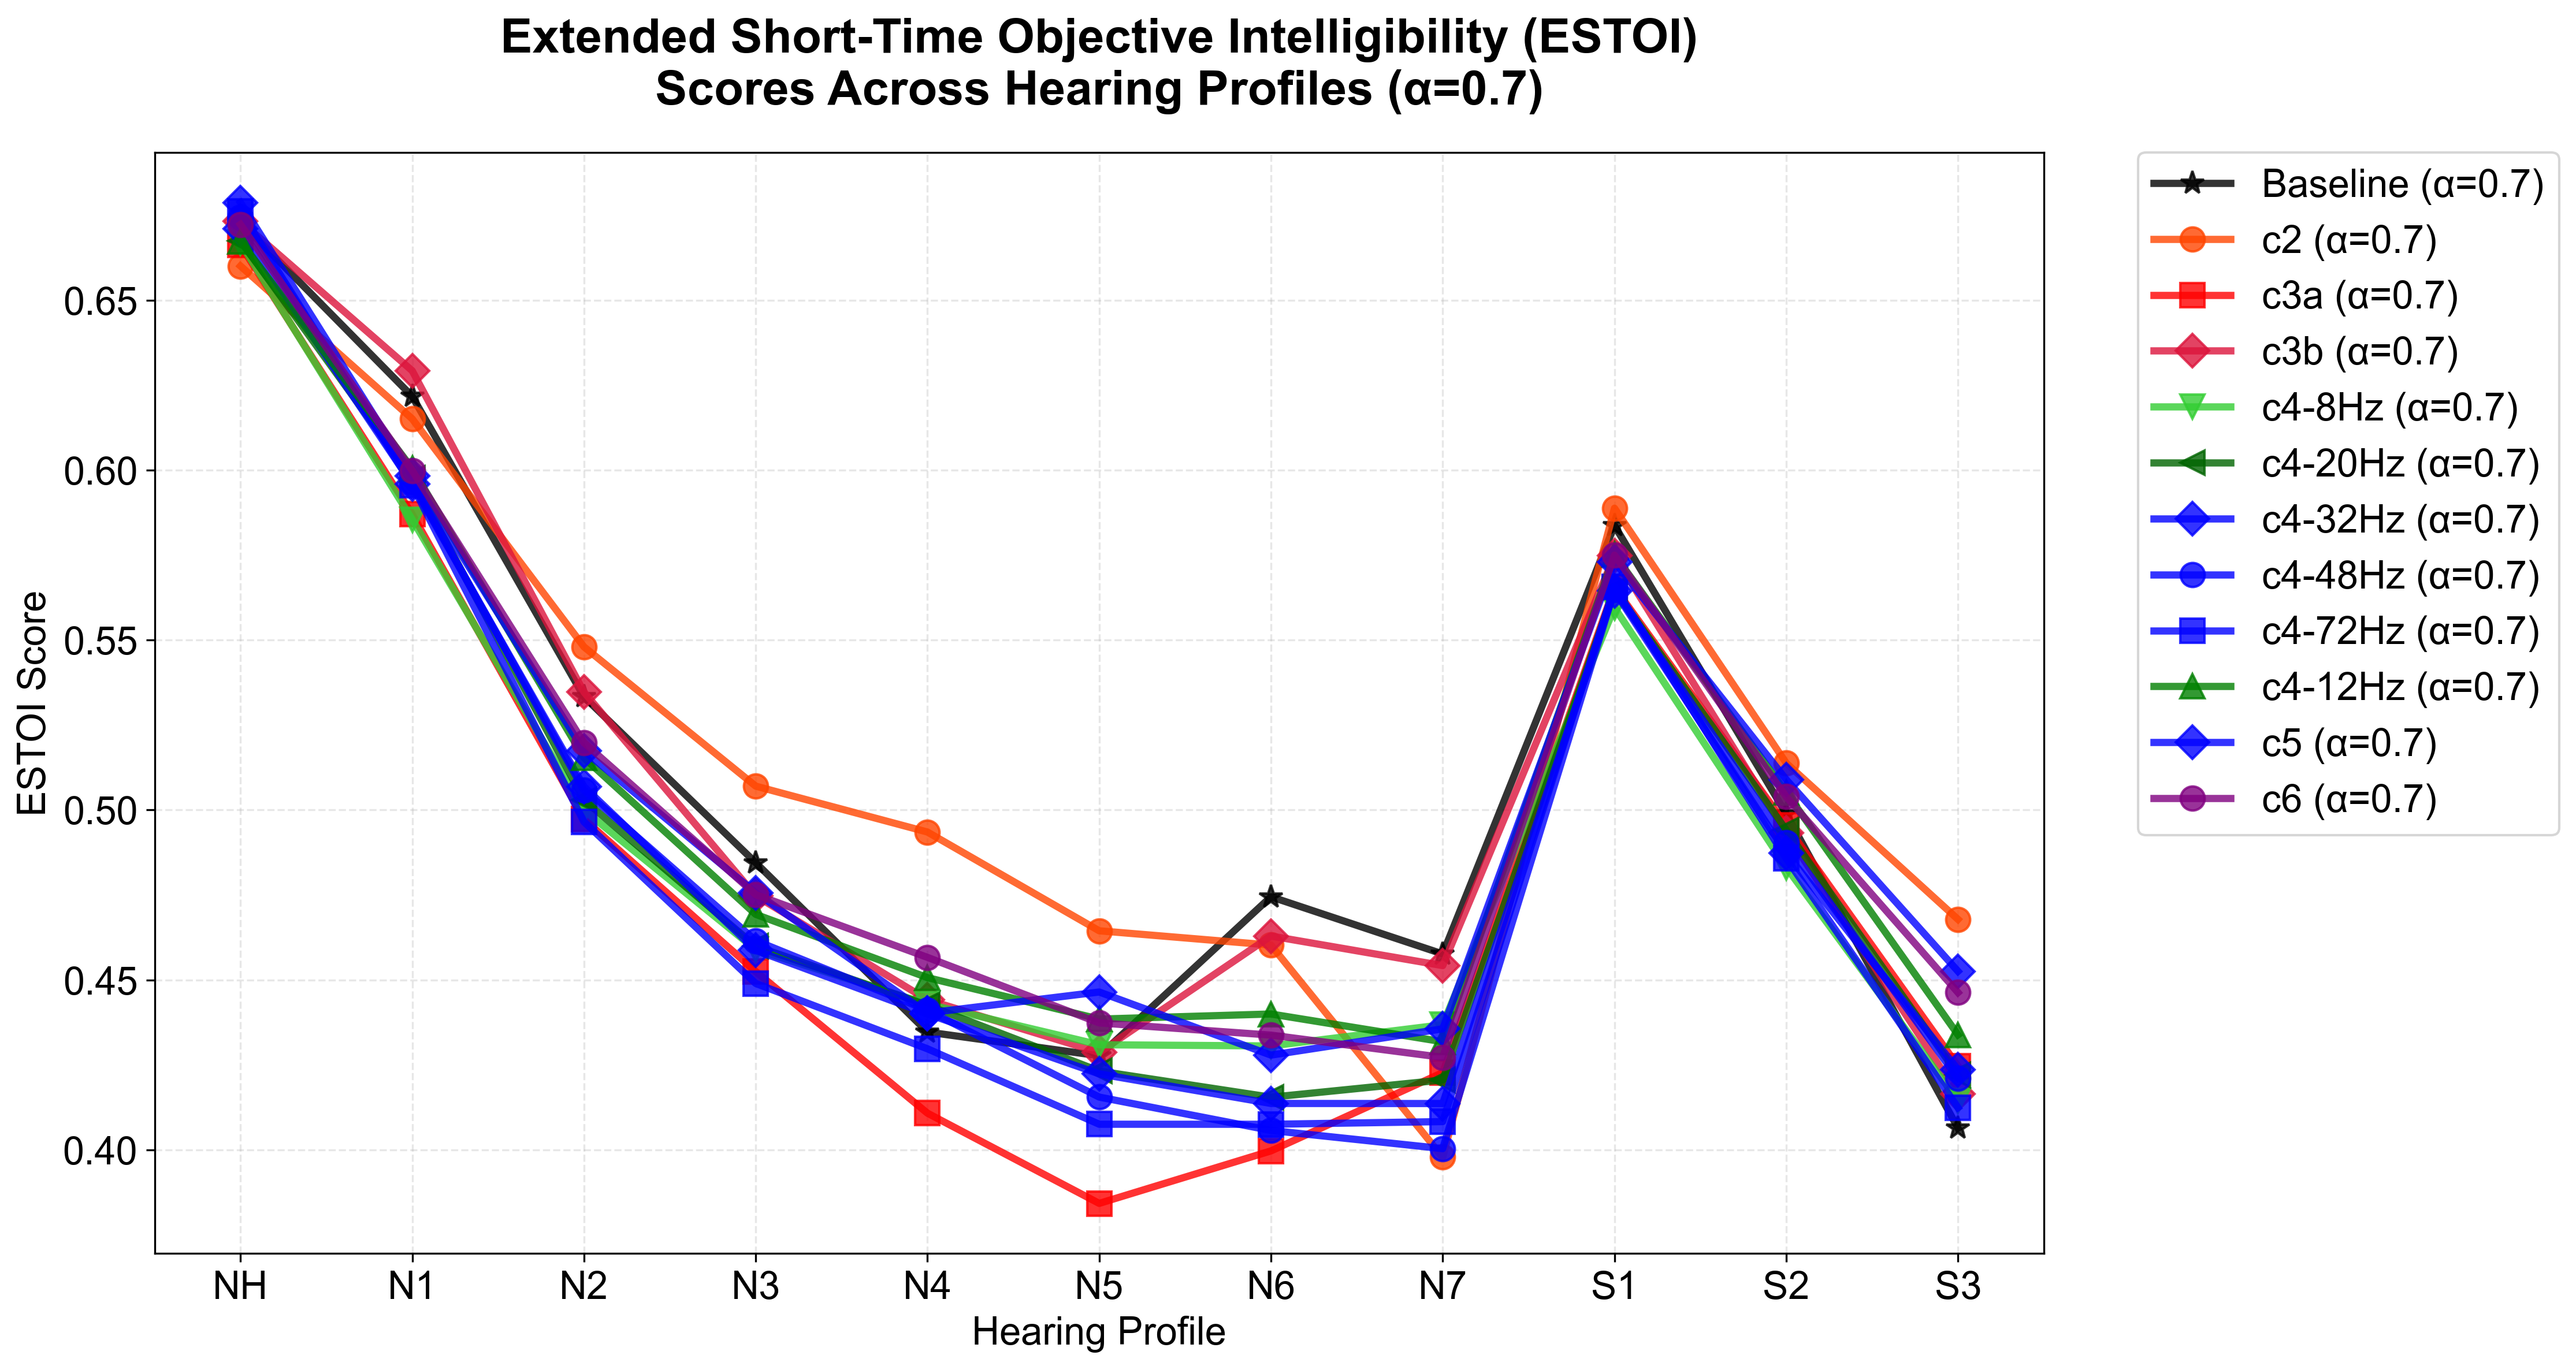 Extended Short-Time Objective Intelligibility (ESTOI)
Scores Across Hearing Profiles (α=0.7)
ESTOI Score
0.65
0.60
0.55
0.50
0.45
0.40
NH
N1
N2
N3
N4
N5
N6
N7
S1
S2
S3
Hearing Profile
Baseline (α=0.7)
c2 (α=0.7)
c3a (α=0.7)
c3b (α=0.7)
c4-8Hz (α=0.7)
c4-20Hz (α=0.7)
c4-32Hz (α=0.7)
c4-48Hz (α=0.7)
c4-72Hz (α=0.7)
c4-12Hz (α=0.7)
c5 (α=0.7)
c6 (α=0.7)